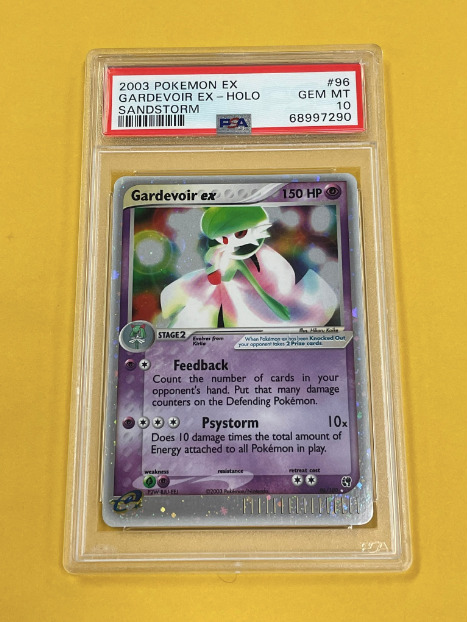 2003 POKEMON EX #96
GARDEVOIR EX - HOLO GEM MT
SANDSTORM 10
PSA 68997290
Gardevoir ex 150 HP
Illus. Hikaru Koike
STAGE 2 Evolves from Kirlia
When Pokémon-ex has been Knocked Out
your opponent takes 2 Prize cards.
Feedback
Count the number of cards in your
opponent's hand. Put that many damage
counters on the Defending Pokémon.
Psystorm 10x
Does 10 damage times the total amount of
Energy attached to all Pokémon in play.
weakness resistance retreat cost
©2003 Pokémon/Nintendo